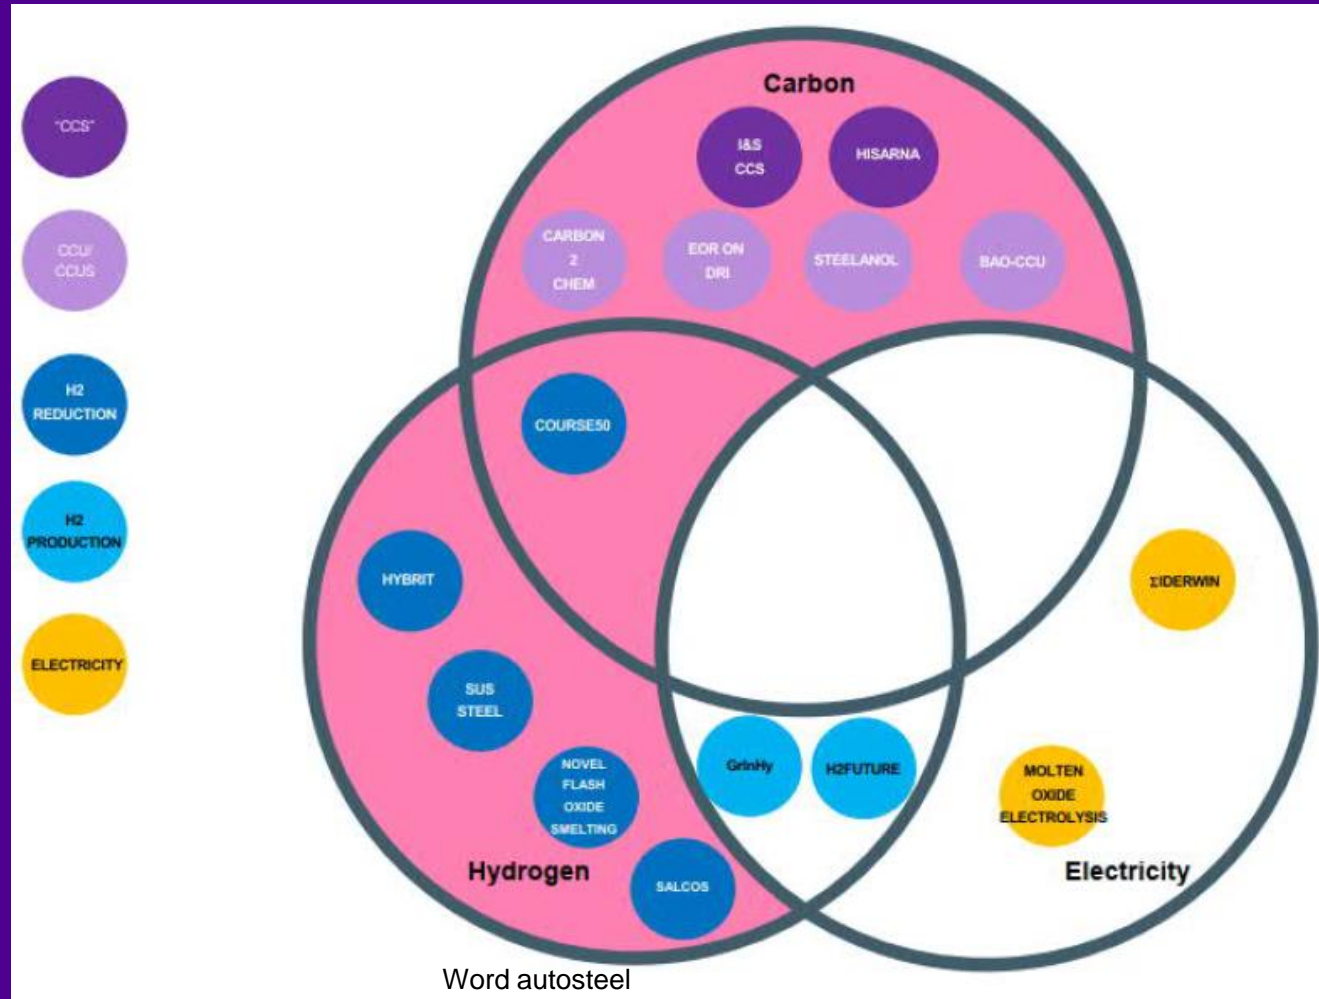 Carbon
"CCS"
I&S
CCS
HISARNA
CCU/
CCUS
CARBON
2
CHEM
EOR ON
DRI
STEELANOL
BAO-CCU
H2
REDUCTION
COURSE50
H2
PRODUCTION
HYBRIT
ΣIDERWIN
ELECTRICITY
SUS
STEEL
NOVEL
FLASH
OXIDE
SMELTING
GrInHy
H2FUTURE
MOLTEN
OXIDE
ELECTROLYSIS
Hydrogen
SALCOS
Electricity
Word autosteel